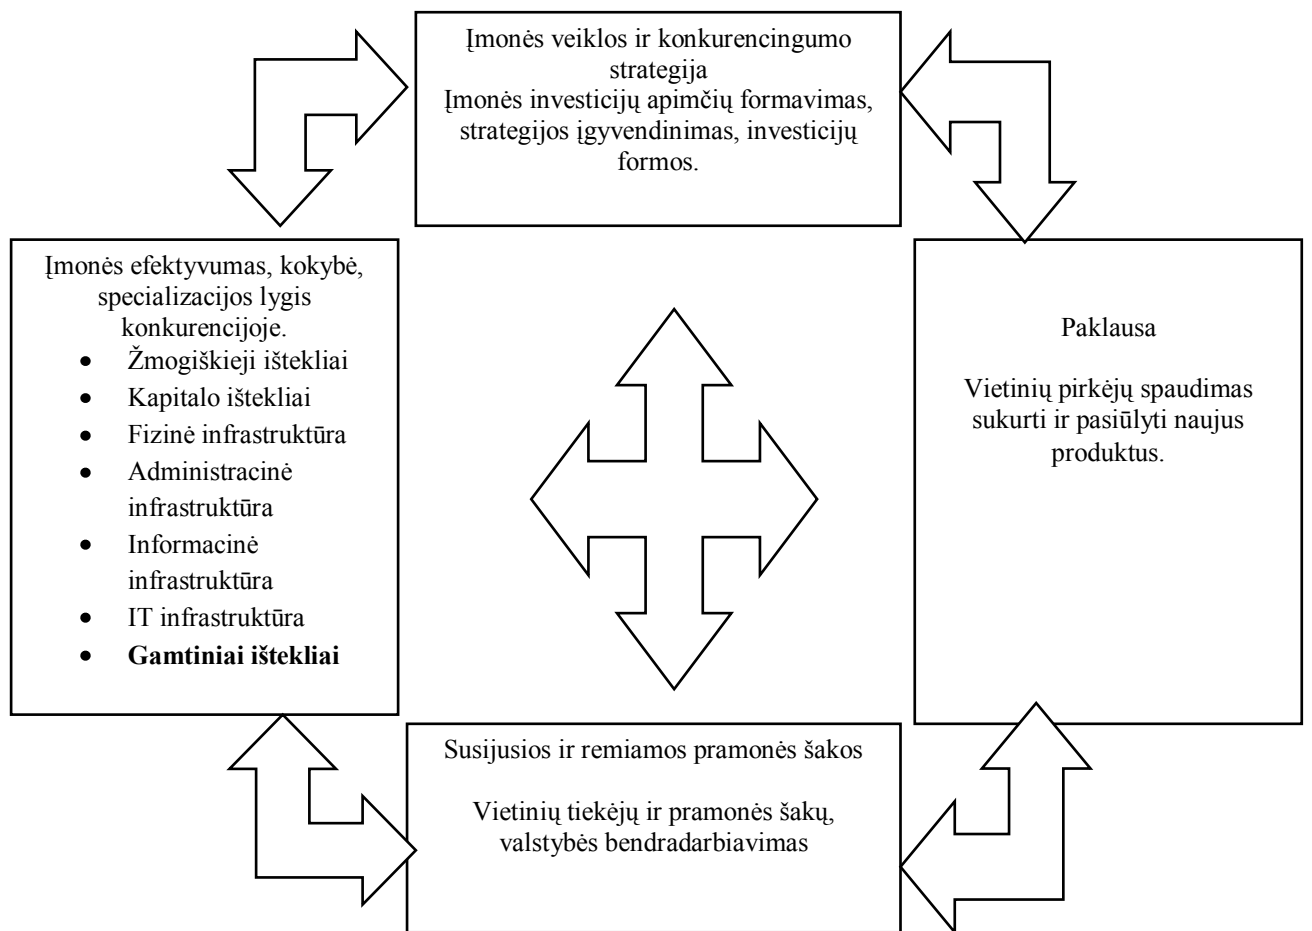 Įmonės veiklos ir konkurencingumo
strategija
Įmonės investicijų apimčių formavimas,
strategijos įgyvendinimas, investicijų
formos.
Įmonės efektyvumas, kokybė,
specializacijos lygis
konkurencijoje.
• Žmogiškieji ištekliai
• Kapitalo ištekliai
• Fizinė infrastruktūra
• Administracinė
infrastruktūra
• Informacinė
infrastruktūra
• IT infrastruktūra
• Gamtiniai ištekliai
Paklausa
Vietinių pirkėjų spaudimas
sukurti ir pasiūlyti naujus
produktus.
Susijusios ir remiamos pramonės šakos
Vietinių tiekėjų ir pramonės šakų,
valstybės bendradarbiavimas